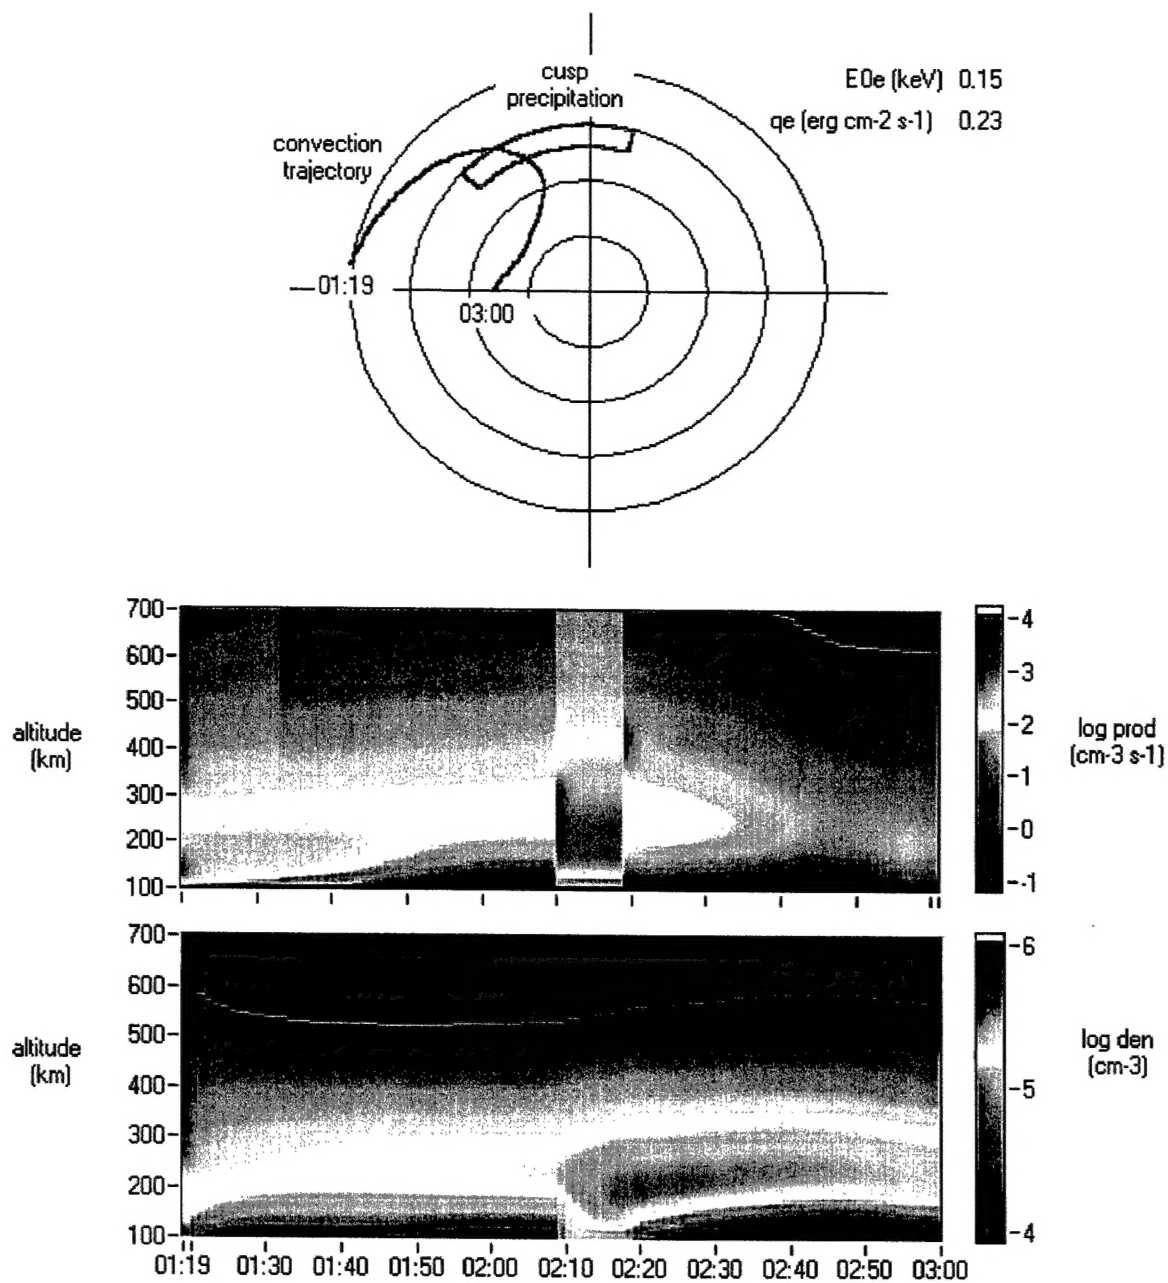 cusp
precipitation
E0e (keV) 0.15
qe (erg cm-2 s-1) 0.23
convection
trajectory
01:19
03:00
700
600
500
400
300
200
100
altitude
(km)
4
3
2
1
0
-1
log prod
(cm-3 s-1)
700
600
500
400
300
200
100
altitude
(km)
6
5
4
log den
(cm-3)
01:19 01:30 01:40 01:50 02:00 02:10 02:20 02:30 02:40 02:50 03:00